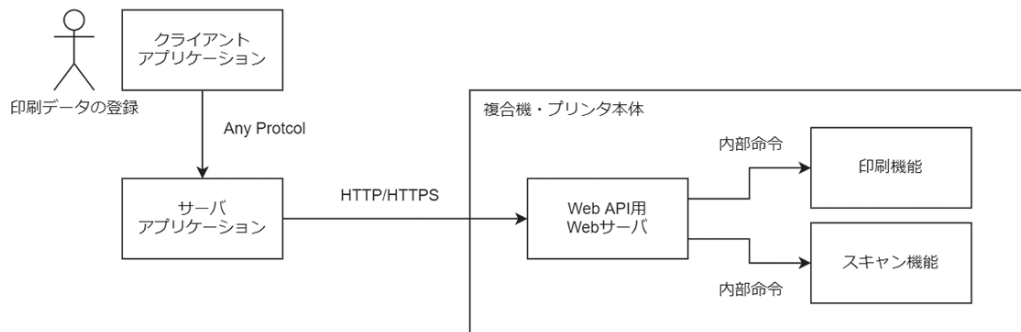 クライアント
アプリケーション
印刷データの登録
Any Protcol
複合機・プリンタ本体
内部命令
印刷機能
サーバ
アプリケーション
HTTP/HTTPS
Web API用
Webサーバ
スキャン機能
内部命令